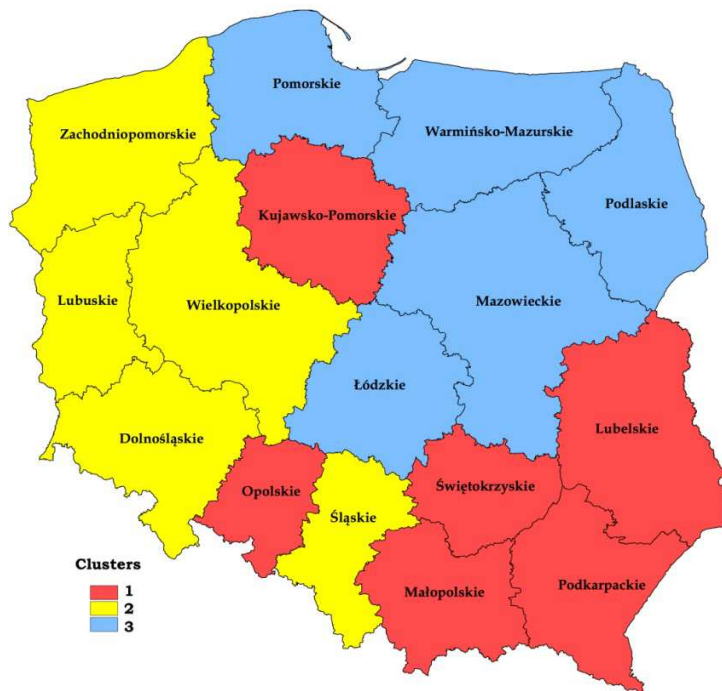 Pomorskie
Zachodniopomorskie
Warmińsko-Mazurskie
Podlaskie
Kujawsko-Pomorskie
Lubuskie
Wielkopolskie
Mazowieckie
Łódzkie
Dolnośląskie
Lubelskie
Opolskie
Śląskie
Świętokrzyskie
Małopolskie
Podkarpackie
Clusters
1
2
3